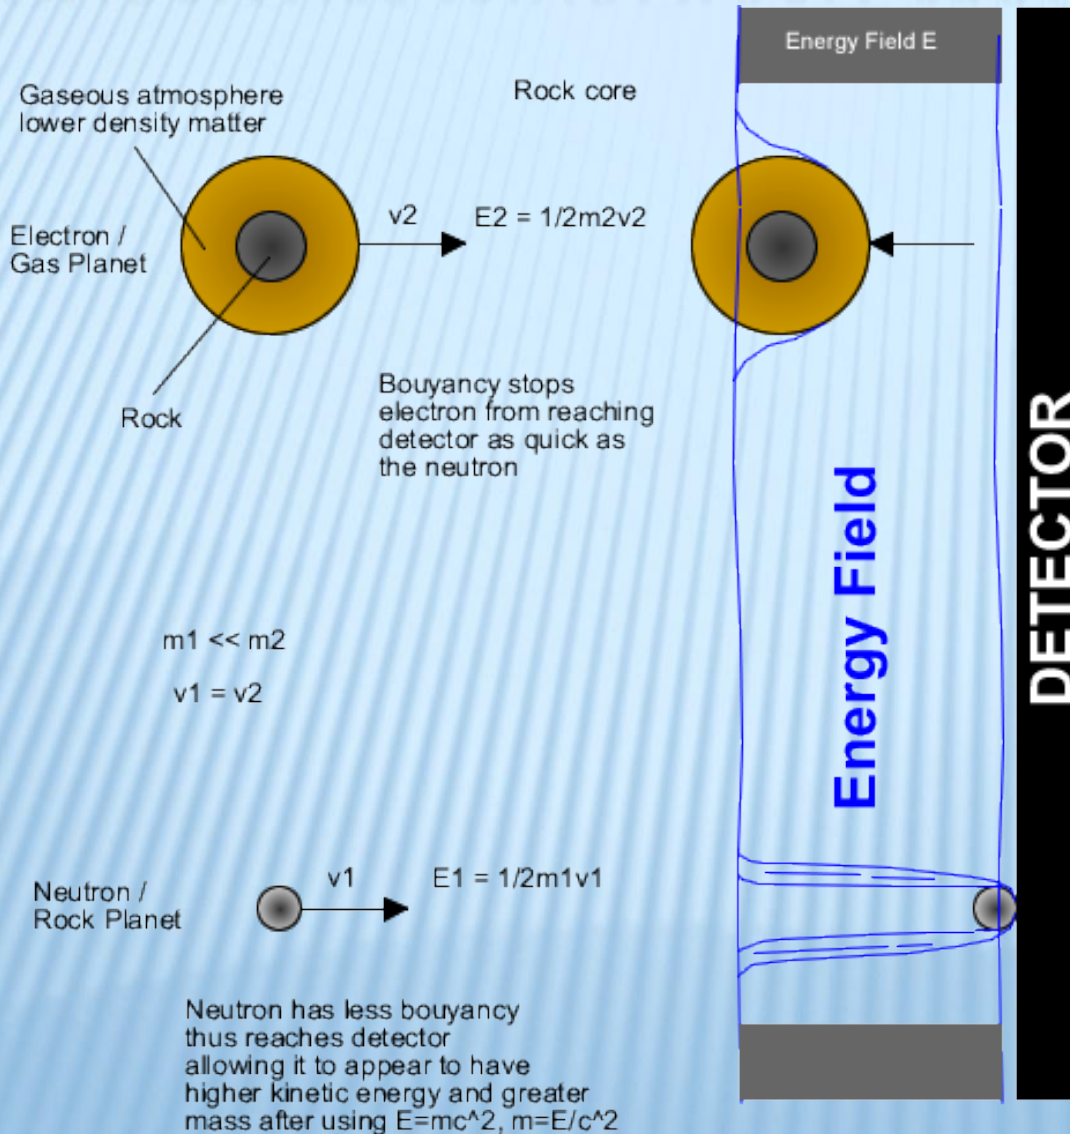 Energy Field E
Gaseous atmosphere
lower density matter
Rock core
Electron /
Gas Planet
v2
E2 = 1/2m2v2
Rock
Bouyancy stops
electron from reaching
detector as quick as
the neutron
Energy Field
DETECTOR
m1 << m2
v1 = v2
Neutron /
Rock Planet
v1
E1 = 1/2m1v1
Neutron has less bouyancy
thus reaches detector
allowing it to appear to have
higher kinetic energy and greater
mass after using E=mc^2, m=E/c^2